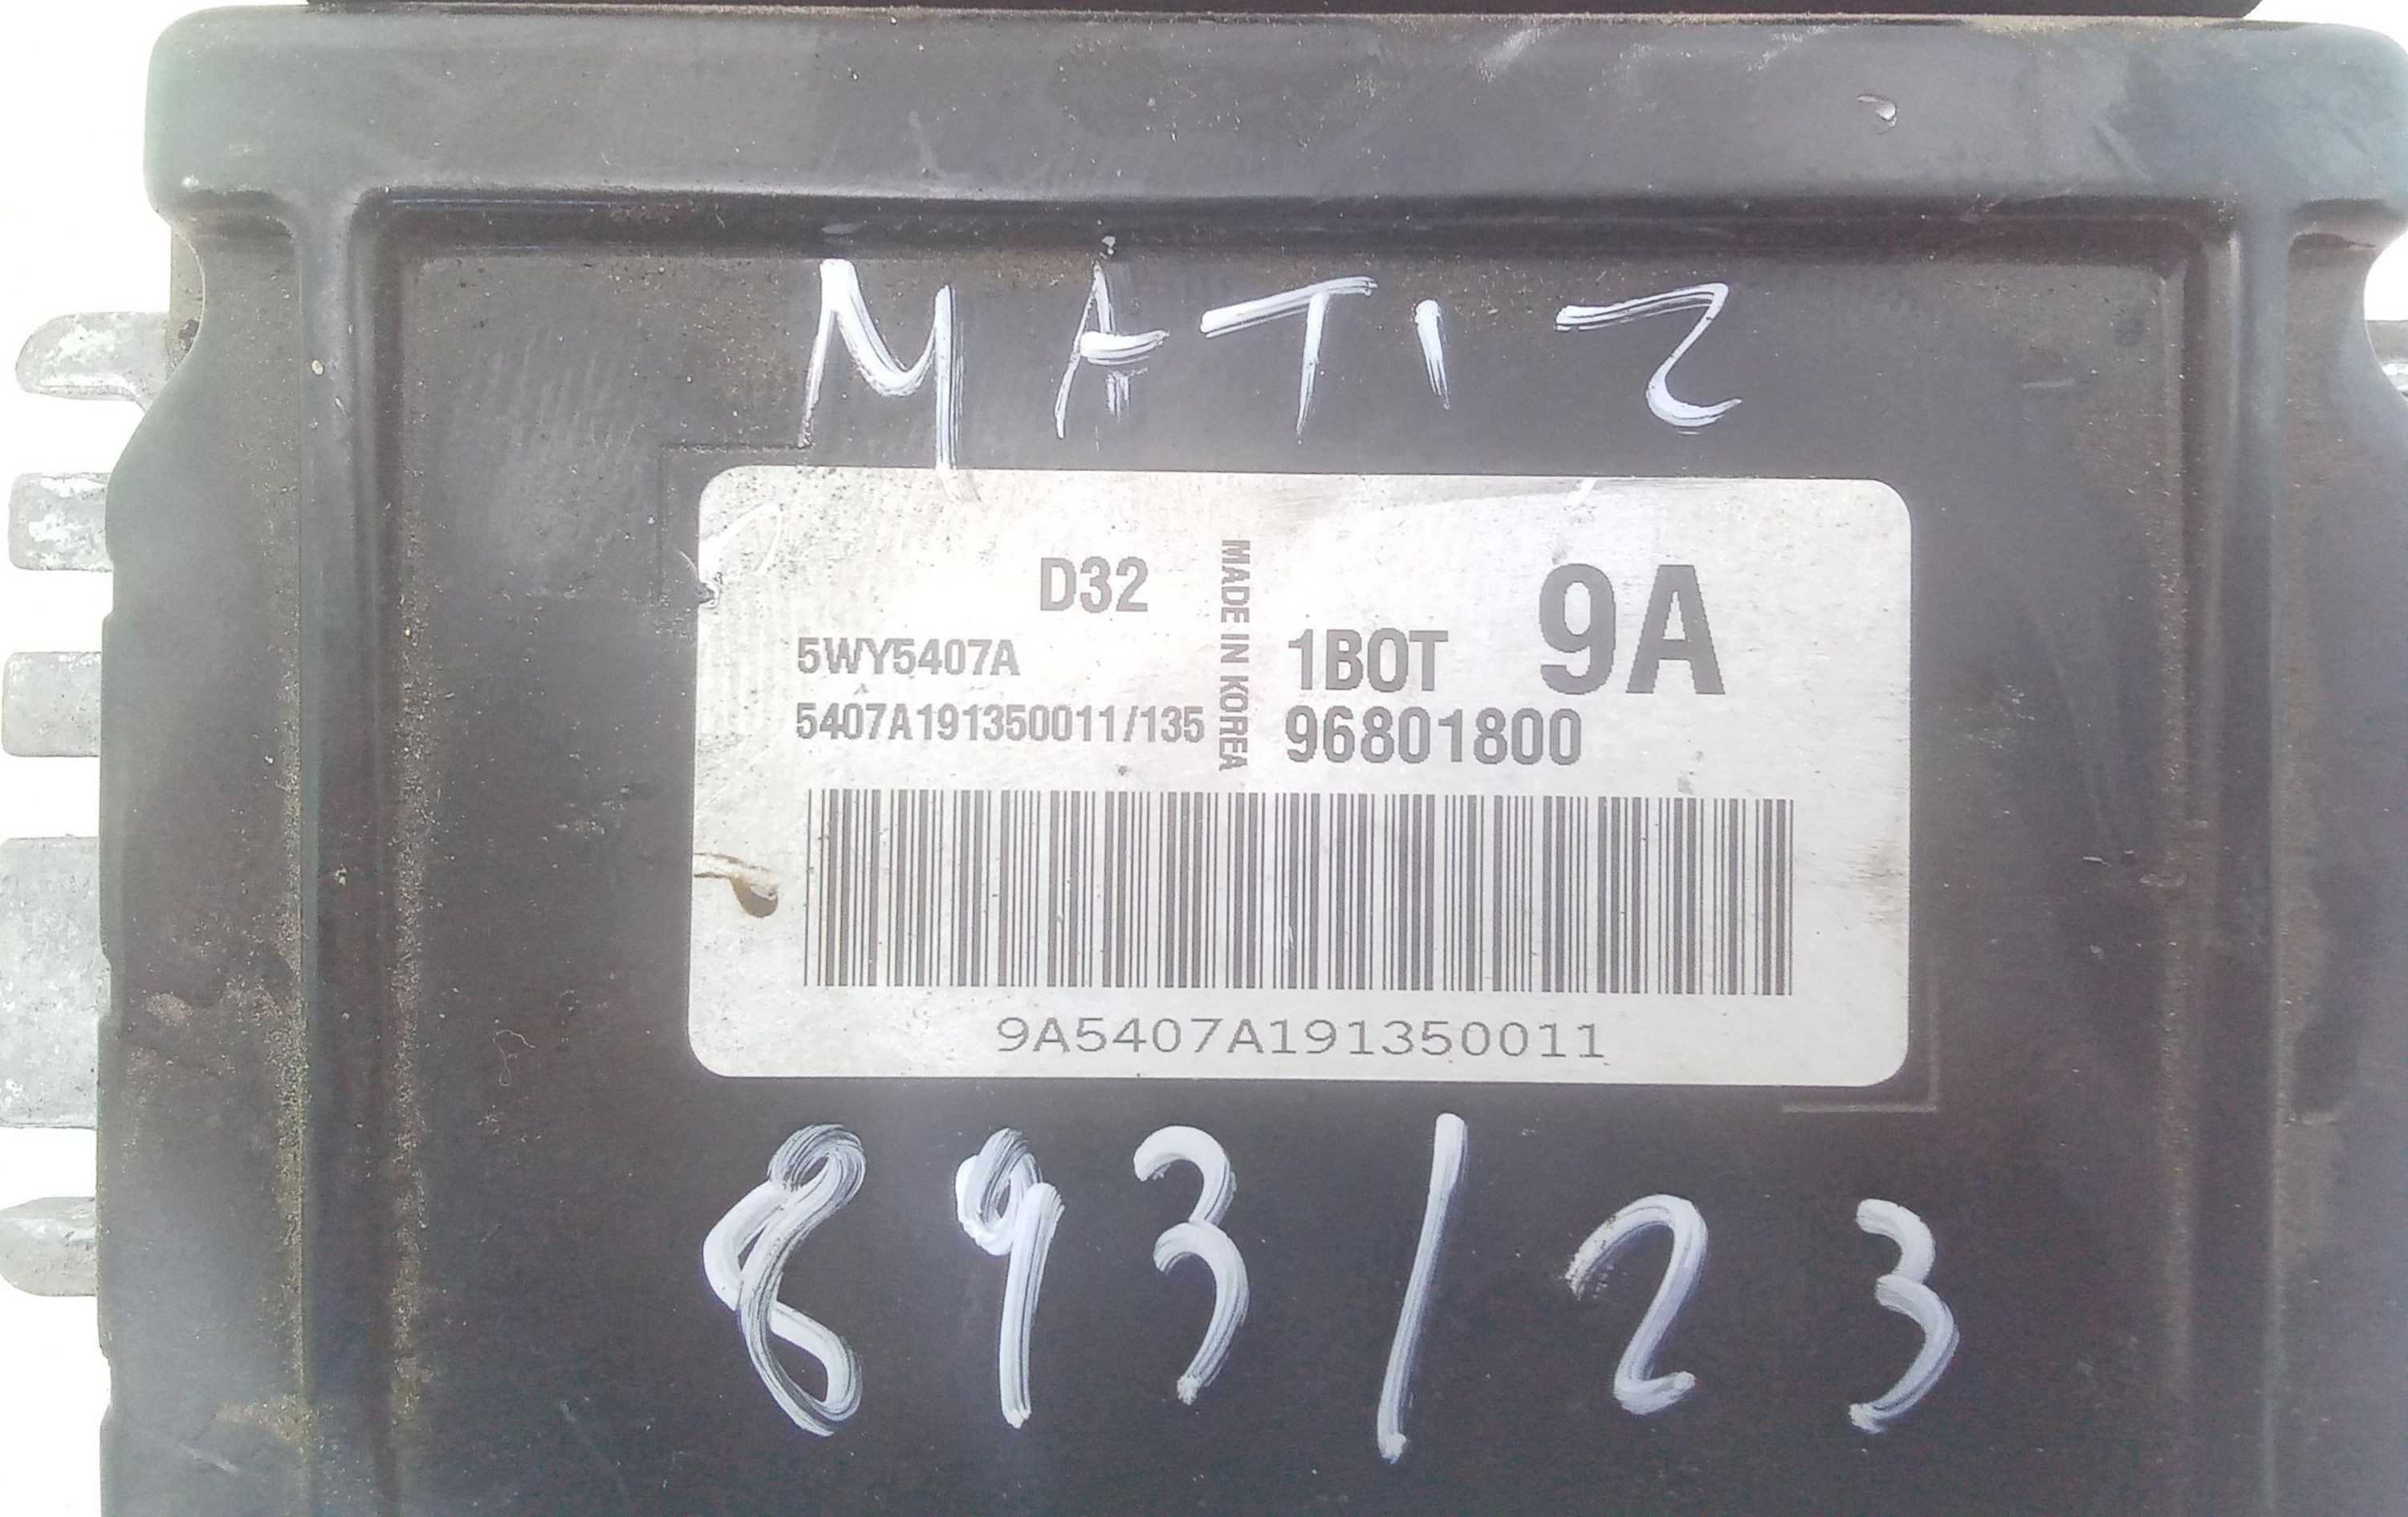 MATIZ
D32
5WY5407A
5407A191350011/135
MADE IN KOREA
1BOT
9A
96801800
9A5407A191350011
893/23